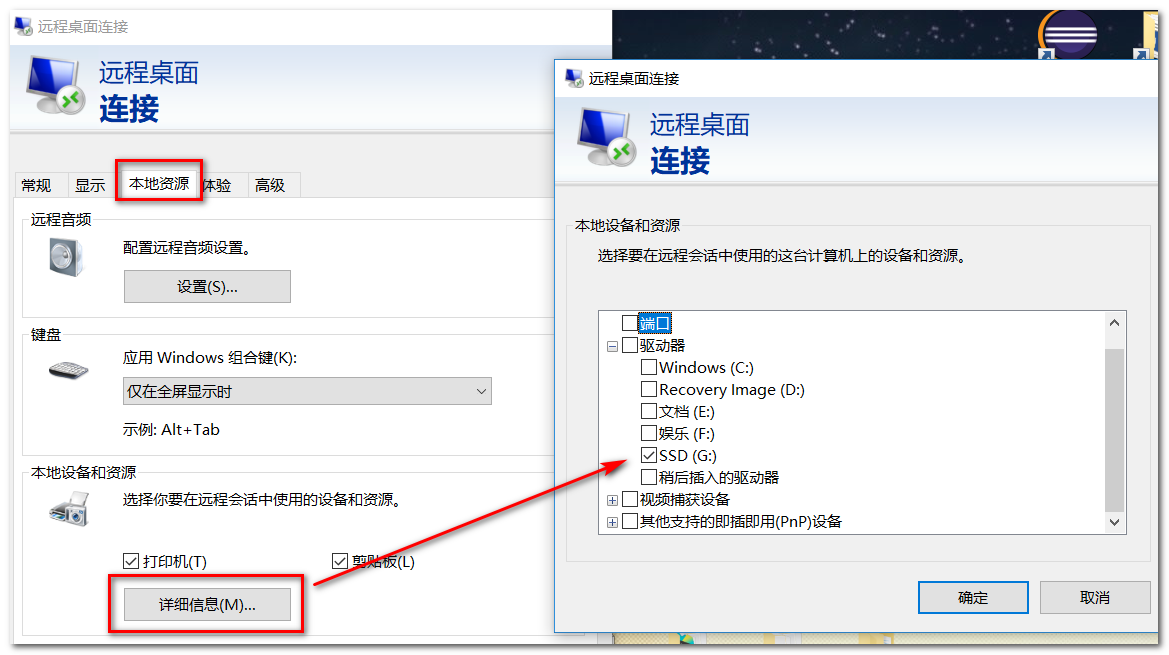 远程桌面连接
远程桌面
连接
常规
显示
本地资源
体验
高级
远程音频
配置远程音频设置。
设置(S)...
键盘
应用 Windows 组合键(K):
仅在全屏显示时
示例: Alt+Tab
本地设备和资源
选择你要在远程会话中使用的设备和资源。
打印机(T)
剪贴板(L)
详细信息(M)...
远程桌面连接
远程桌面
连接
本地设备和资源
选择要在远程会话中使用的这台计算机上的设备和资源。
端口
驱动器
Windows (C:)
Recovery Image (D:)
文档 (E:)
娱乐 (F:)
SSD (G:)
稍后插入的驱动器
视频捕获设备
其他支持的即插即用(PnP)设备
确定
取消